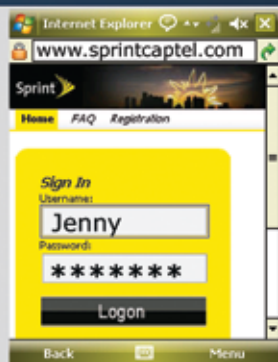 Internet Explorer
www.sprintcaptel.com
Sprint
Home FAQ Registration
Sign In
Username:
Jenny
Password:
*******
Logon
Back Menu